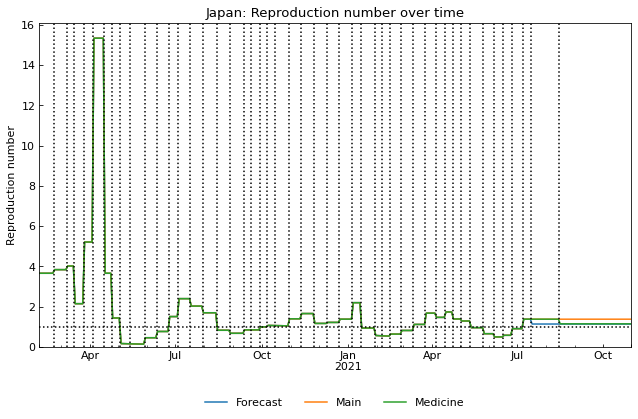 Japan: Reproduction number over time
Reproduction number
16
14
12
10
8
6
4
2
0
Apr Jul Oct Jan Apr Jul Oct
2021
Forecast Main Medicine